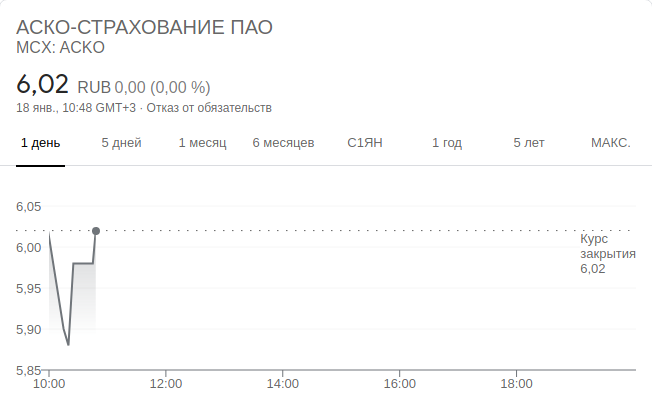 АСКО-СТРАХОВАНИЕ ПАО
MCX: ACKO
6,02 RUB 0,00 (0,00 %)
18 янв., 10:48 GMT+3 · Отказ от обязательств
1 день 5 дней 1 месяц 6 месяцев С1ЯН 1 год 5 лет МАКС.
6,05
Курс
6,00
закрытия
6,02
5,95
5,90
5,85
10:00 12:00 14:00 16:00 18:00